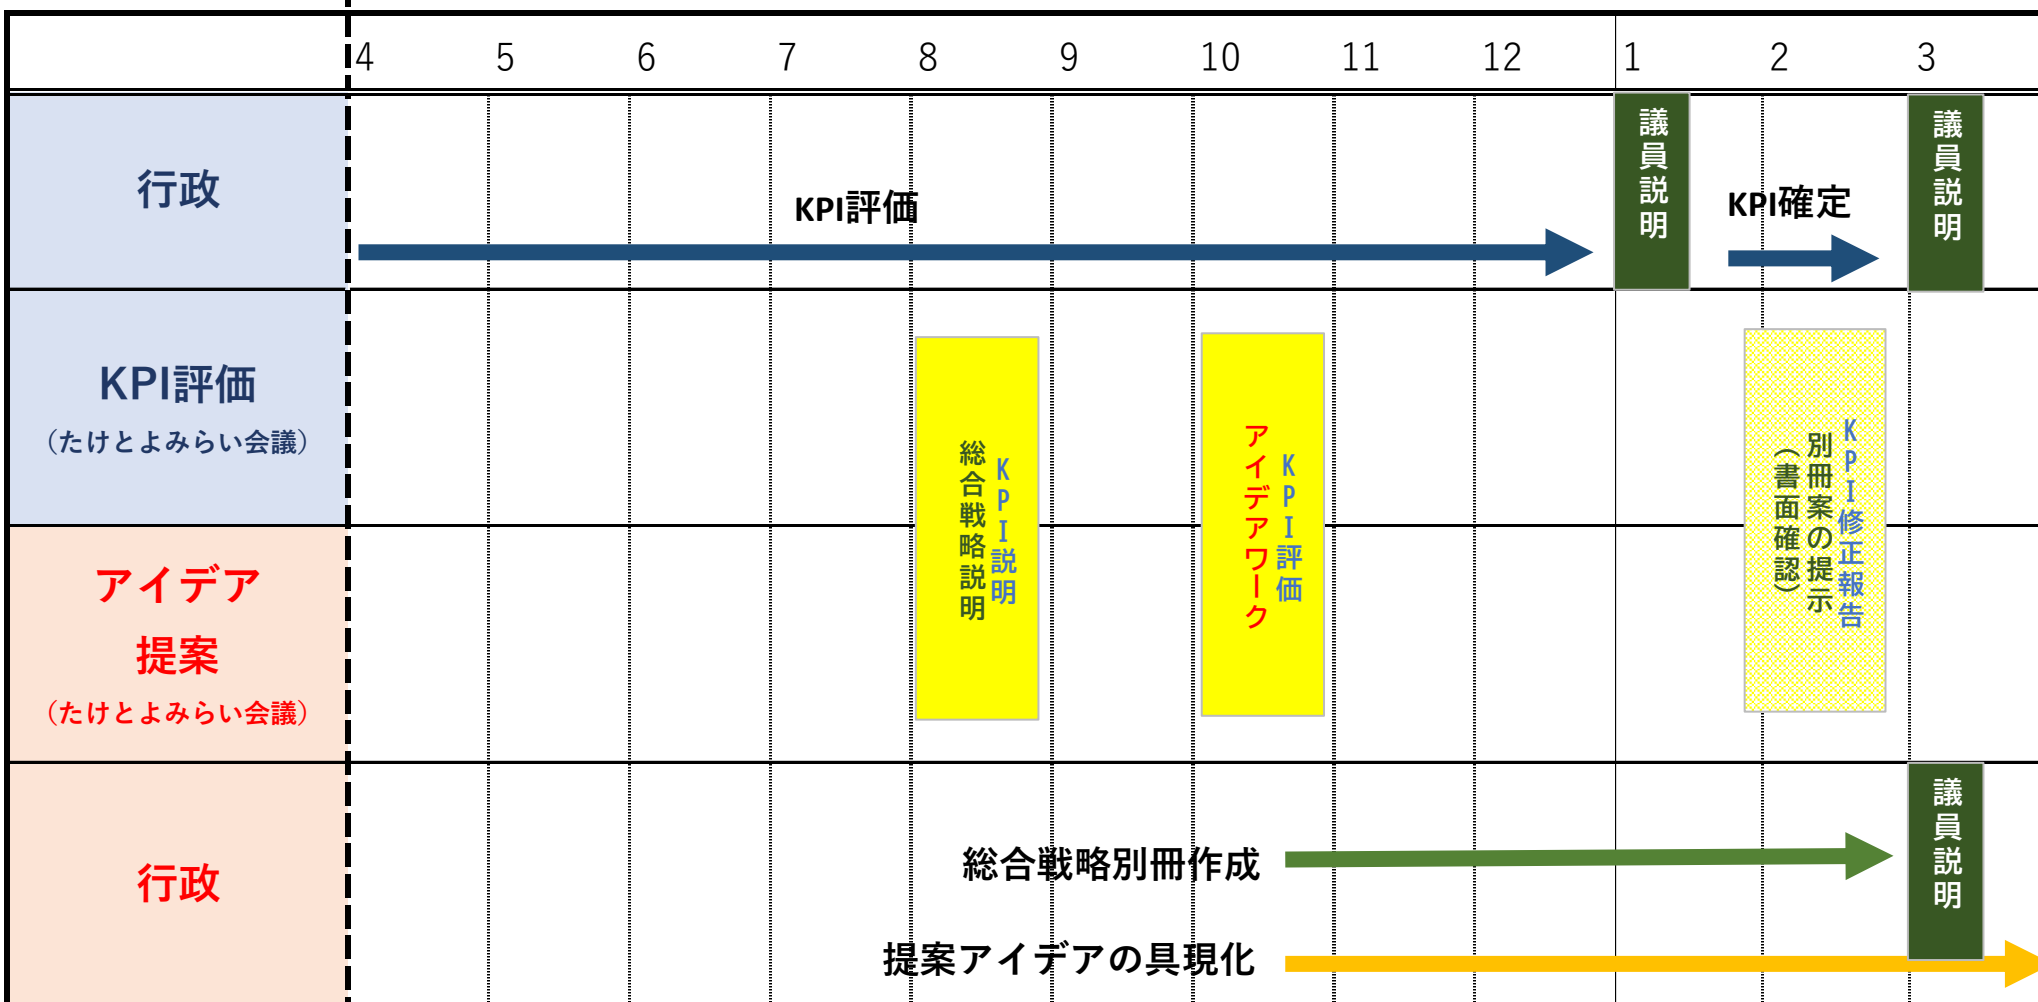 4 5 6 7 8 9 10 11 12 1 2 3
行政
KPI評価
議員説明
KPI確定
議員説明
KPI評価
（たけとよみらい会議）
KPI説明
総合戦略説明
KPI評価
アイデアワーク
KPI修正報告
別冊案の提示
（書面確認）
アイデア
提案
（たけとよみらい会議）
行政
総合戦略別冊作成
議員説明
提案アイデアの具現化